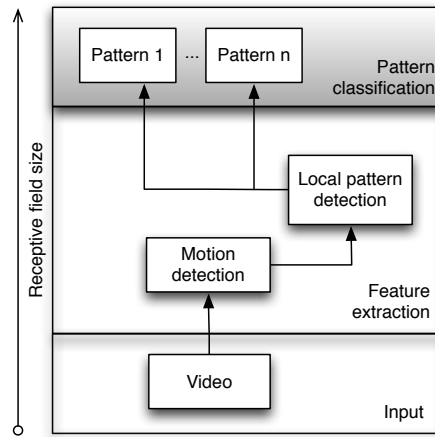 Pattern 1
...
Pattern n
Pattern
classification
Receptive field size
Local pattern
detection
Motion
detection
Feature
extraction
Video
Input